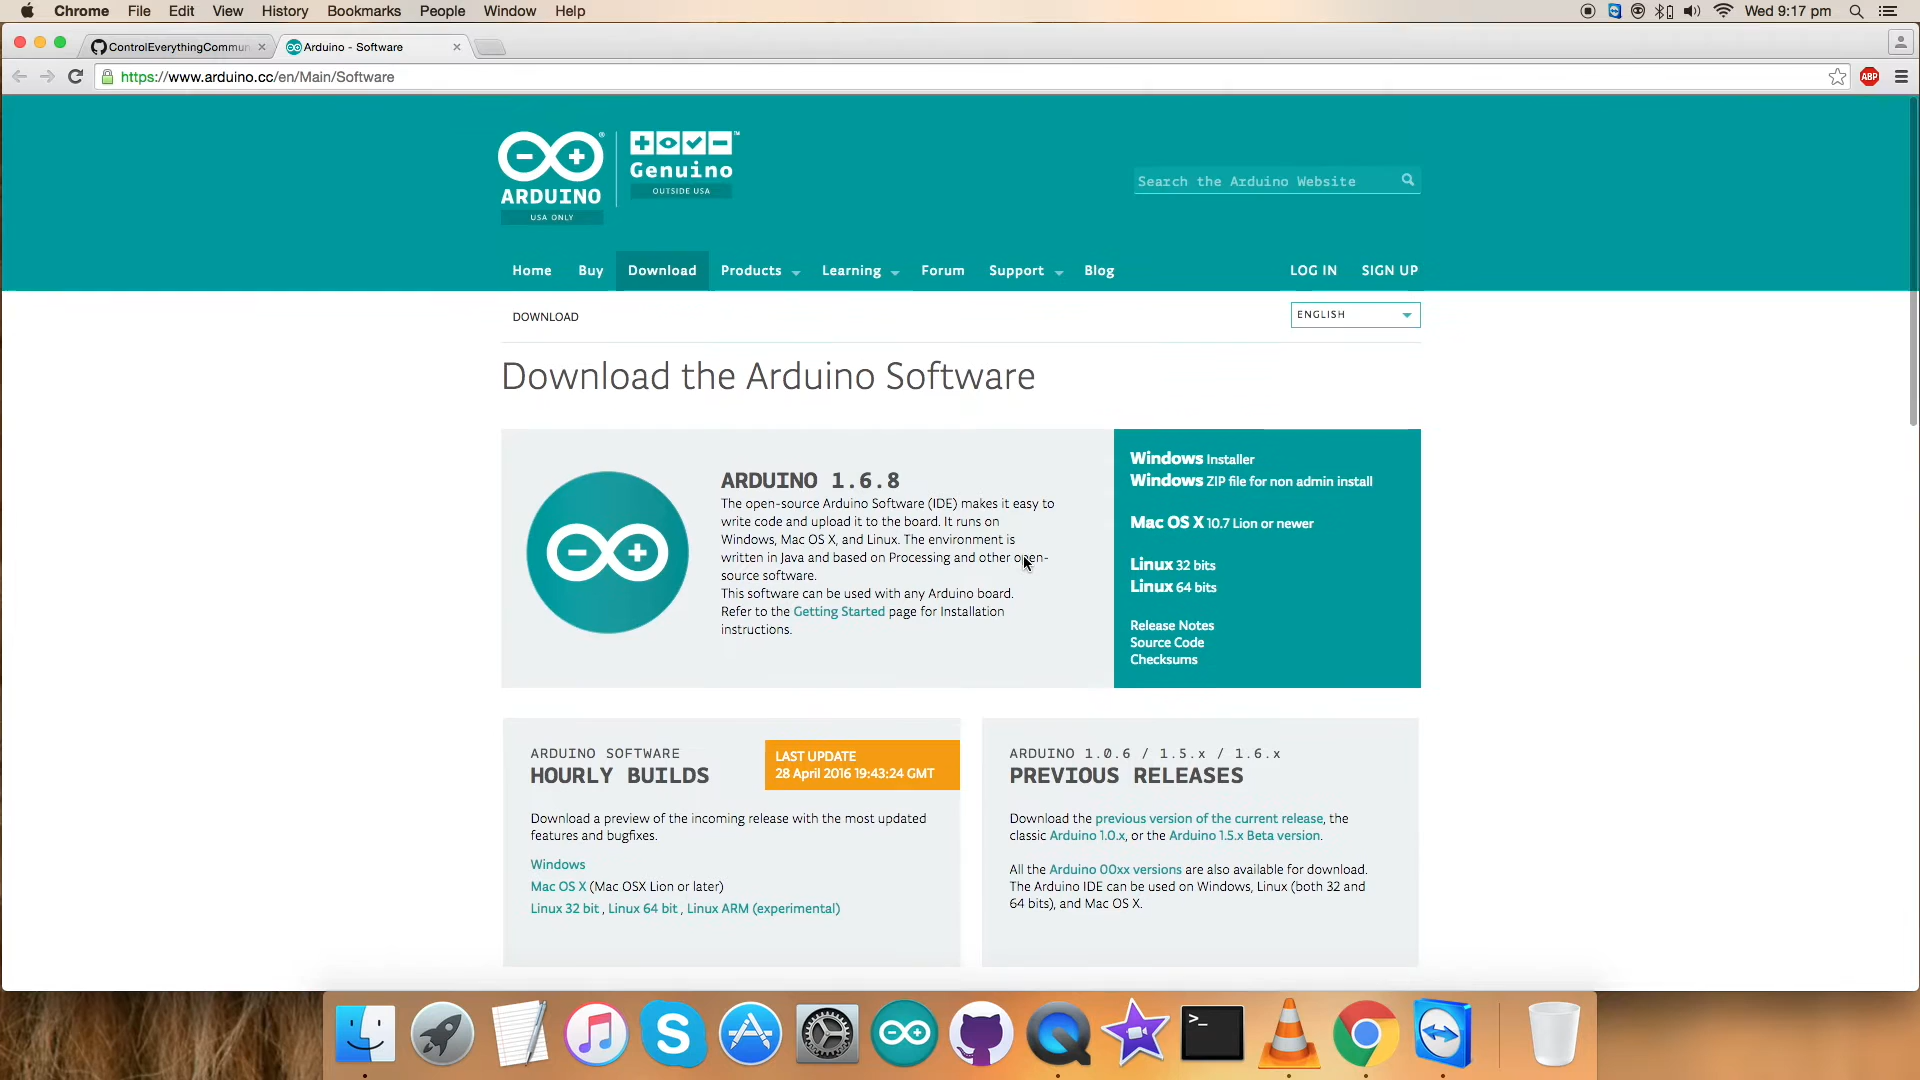 Chrome File Edit View History Bookmarks People Window Help Wed 9:17 pm
ControlEverythingCommun Arduino - Software
https://www.arduino.cc/en/Main/Software ABP
ARDUINO
USA ONLY
Genuino
OUTSIDE USA
Search the Arduino Website
Home Buy Download Products Learning Forum Support Blog LOG IN SIGN UP
DOWNLOAD
ENGLISH
Download the Arduino Software
ARDUINO 1.6.8
The open-source Arduino Software (IDE) makes it easy to
write code and upload it to the board. It runs on
Windows, Mac OS X, and Linux. The environment is
written in Java and based on Processing and other open-
source software.
This software can be used with any Arduino board.
Refer to the Getting Started page for Installation
instructions.
Windows Installer
Windows ZIP file for non admin install
Mac OS X 10.7 Lion or newer
Linux 32 bits
Linux 64 bits
Release Notes
Source Code
Checksums
ARDUINO SOFTWARE
HOURLY BUILDS
LAST UPDATE
28 April 2016 19:43:24 GMT
Download a preview of the incoming release with the most updated
features and bugfixes.
Windows
Mac OS X (Mac OSX Lion or later)
Linux 32 bit , Linux 64 bit , Linux ARM (experimental)
ARDUINO 1.0.6 / 1.5.x / 1.6.x
PREVIOUS RELEASES
Download the previous version of the current release, the
classic Arduino 1.0.x, or the Arduino 1.5.x Beta version.
All the Arduino 00xx versions are also available for download.
The Arduino IDE can be used on Windows, Linux (both 32 and
64 bits), and Mac OS X.